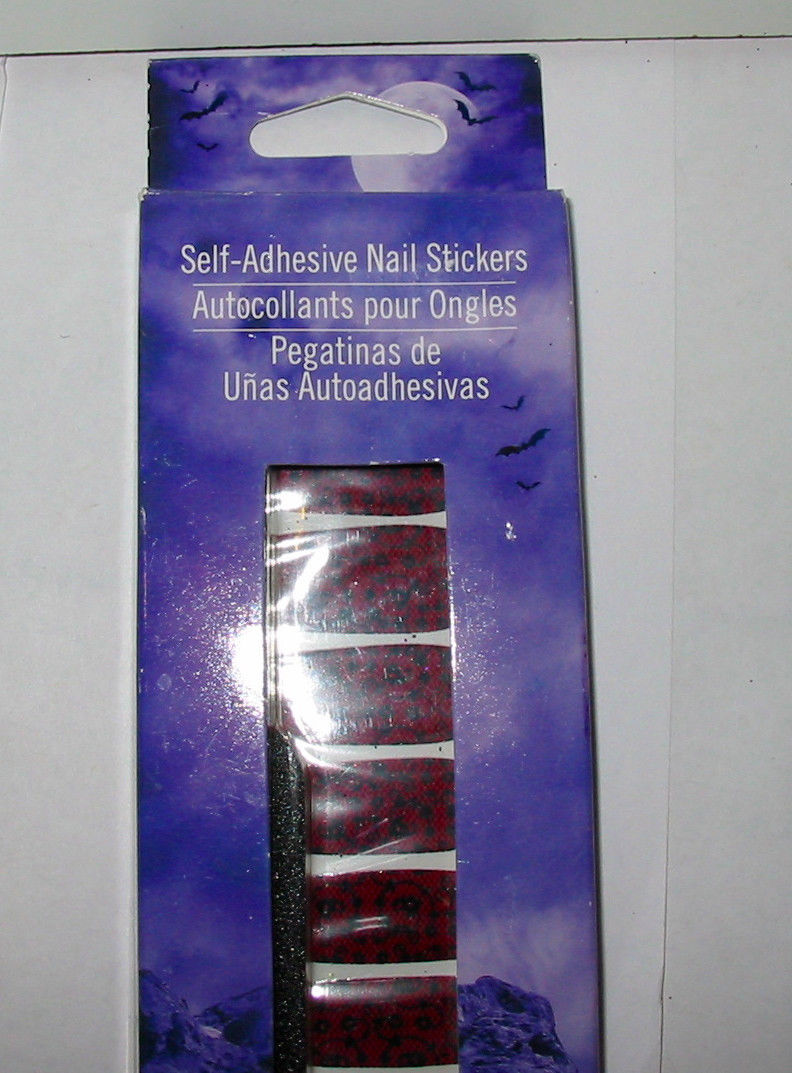 Self-Adhesive Nail Stickers
Autocollants pour Ongles
Pegatinas de
Uñas Autoadhesivas